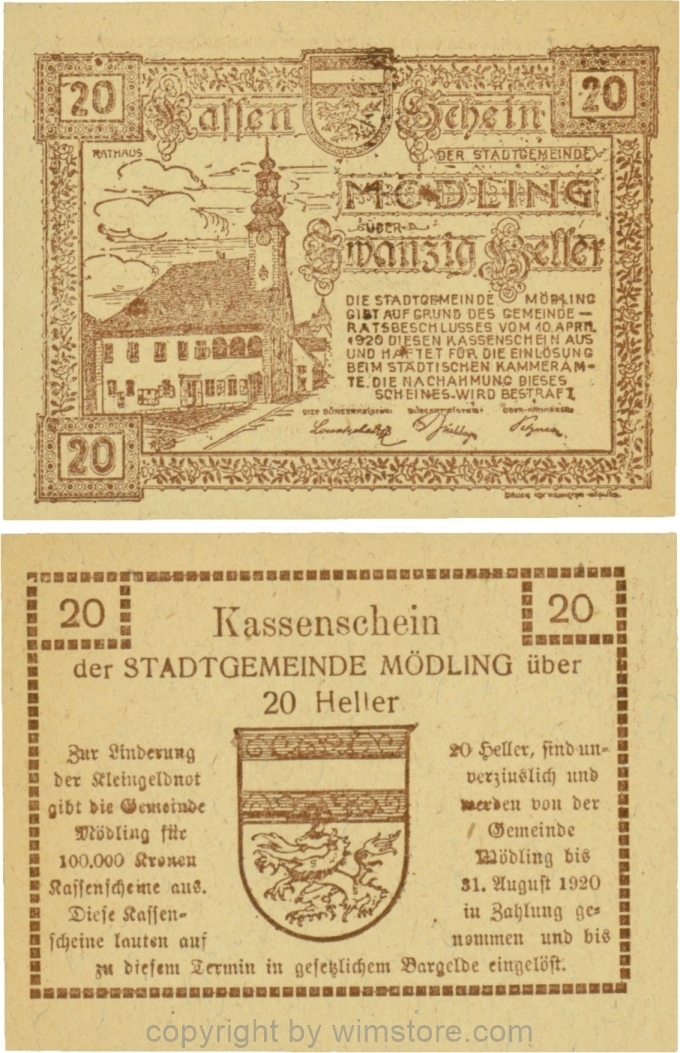 20
Kassen Schein
20
RATHAUS
DER STADTGEMEINDE
MÖDLING
ÜBER
Zwanzig Heller
DIE STADTGEMEINDE MÖDLING
GIBT AUF GRUND DES GEMEINDE-
RATSBESCHLUSSES VOM 10. APRIL
1920 DIESEN KASSENSCHEIN AUS
UND HAFTET FÜR DIE EINLÖSUNG
BEIM STÄDTISCHEN KAMMERAM-
TE. DIE NACHAHMUNG DIESES
SCHEINES WIRD BESTRAFT
BÜRGERMEISTER:
20
20
20
Kassenschein
der STADTGEMEINDE MÖDLING über
20 Heller
Zur Linderung
der Kleingeldnot
gibt die Gemeinde
Mödling für
100.000 Kronen
Kassenscheine aus.
Diese Kassen-
scheine lauten auf
20 Heller, sind un-
verzinslich und
werden von der
Gemeinde
Mödling bis
31. August 1920
in Zahlung ge-
nommen und bis
zu diesem Termin in gesetzlichem Bargelde eingelöst.
copyright by wimstore.com